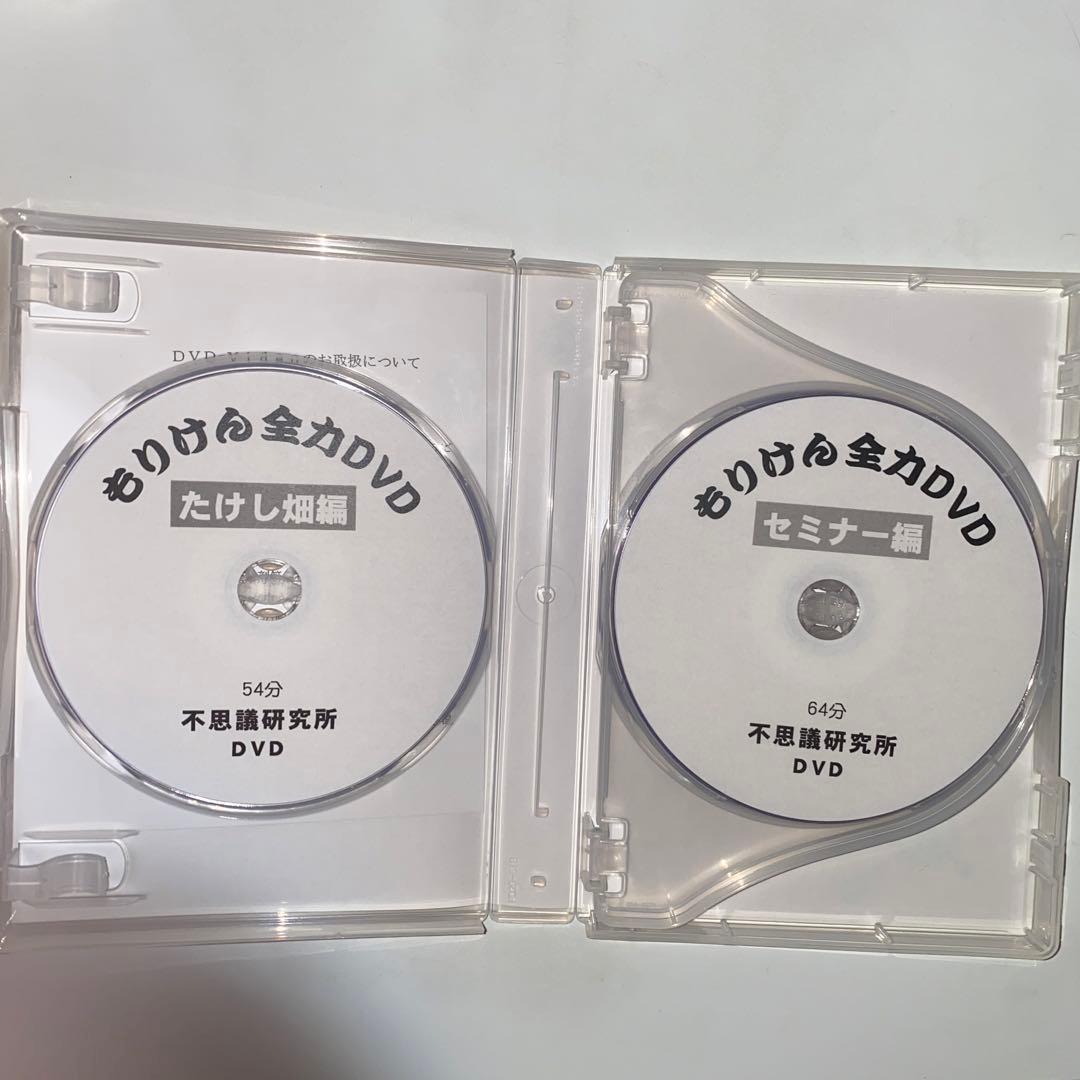 DVD-Videoのお取扱について
もりけん全力DVD
たけし畑編
54分
不思議研究所
DVD
もりけん全力DVD
セミナー編
64分
不思議研究所
DVD